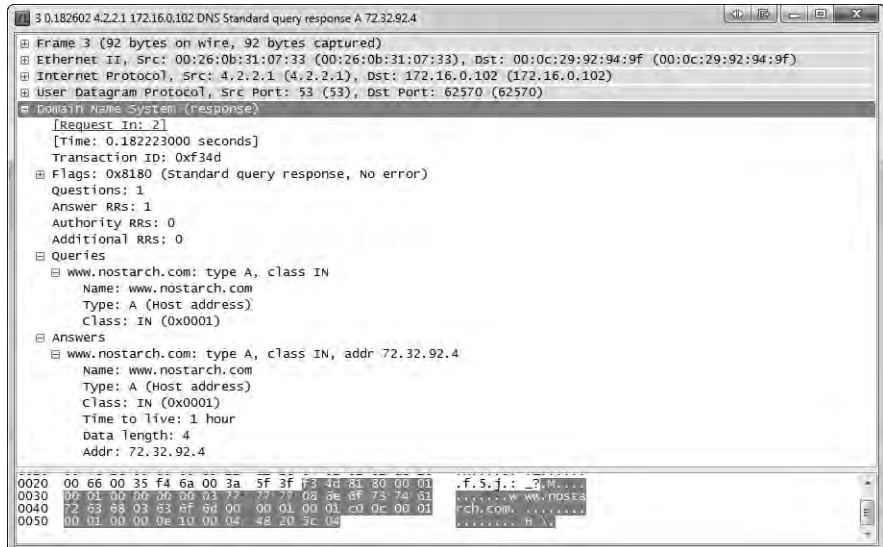 3 0.182602 4.2.2.1 172.16.0.102 DNS Standard query response A 72.32.92.4
Frame 3 (92 bytes on wire, 92 bytes captured)
Ethernet II, Src: 00:26:0b:31:07:33 (00:26:0b:31:07:33), Dst: 00:0c:29:92:94:9f (00:0c:29:92:94:9f)
Internet Protocol, Src: 4.2.2.1 (4.2.2.1), Dst: 172.16.0.102 (172.16.0.102)
User Datagram Protocol, Src Port: 53 (53), Dst Port: 62570 (62570)
Domain Name System (response)
[Request In: 2]
[Time: 0.182223000 seconds]
Transaction ID: 0xf34d
Flags: 0x8180 (Standard query response, No error)
Questions: 1
Answer RRs: 1
Authority RRs: 0
Additional RRs: 0
Queries
www.nostarch.com: type A, class IN
Name: www.nostarch.com
Type: A (Host address)
Class: IN (0x0001)
Answers
www.nostarch.com: type A, class IN, addr 72.32.92.4
Name: www.nostarch.com
Type: A (Host address)
Class: IN (0x0001)
Time to live: 1 hour
Data length: 4
Addr: 72.32.92.4
0020 00 66 00 35 f4 6a 00 3a 5f 3f f3 4d 81 80 00 01 .f.5.j.: _?.M....
0030 00 01 00 00 00 00 03 77 77 77 08 6e 6f 73 74 61 .......w ww.nosta
0040 72 63 68 03 63 6f 6d 00 00 01 00 01 c0 0c 00 01 rch.com. ........
0050 00 01 00 00 0e 10 00 04 48 20 5c 04 ........ H \.